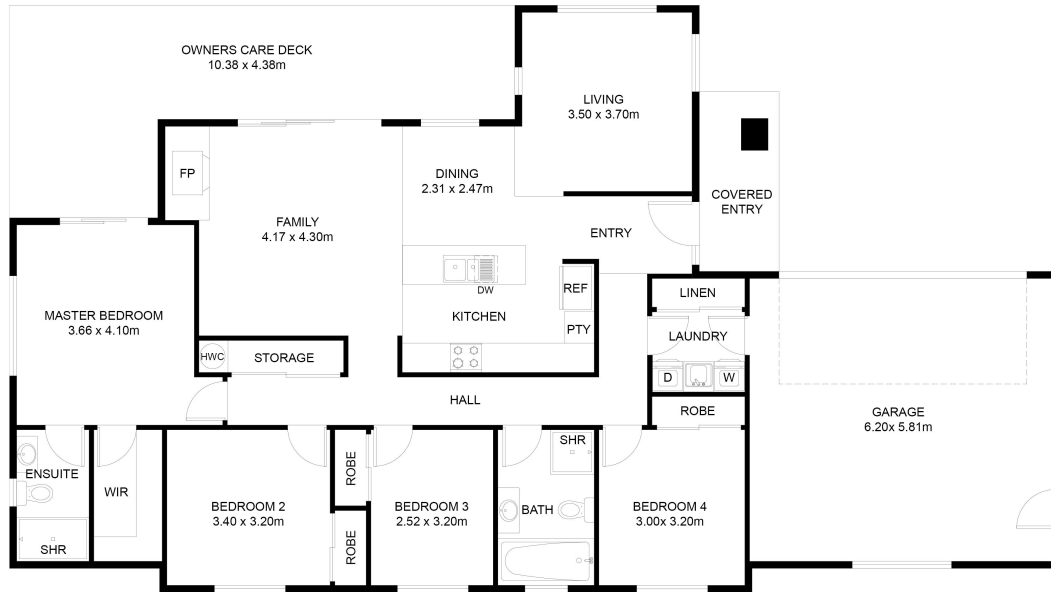 OWNERS CARE DECK
10.38 x 4.38m
LIVING
3.50 x 3.70m
FP
DINING
2.31 x 2.47m
COVERED
ENTRY
FAMILY
4.17 x 4.30m
ENTRY
DW
REF
LINEN
MASTER BEDROOM
3.66 x 4.10m
KITCHEN
PTY
LAUNDRY
HWC
STORAGE
D
W
HALL
ROBE
GARAGE
6.20x 5.81m
ENSUITE
WIR
SHR
BEDROOM 2
3.40 x 3.20m
ROBE
ROBE
BEDROOM 3
2.52 x 3.20m
SHR
BATH
BEDROOM 4
3.00x 3.20m